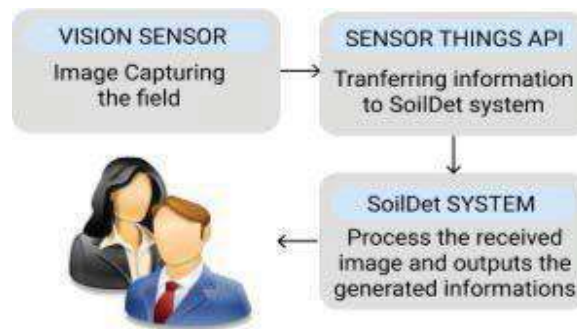 VISION SENSOR
Image Capturing
the field
SENSOR THINGS API
Tranferring information
to SoilDet system
SoilDet SYSTEM
Process the received
image and outputs the
generated informations